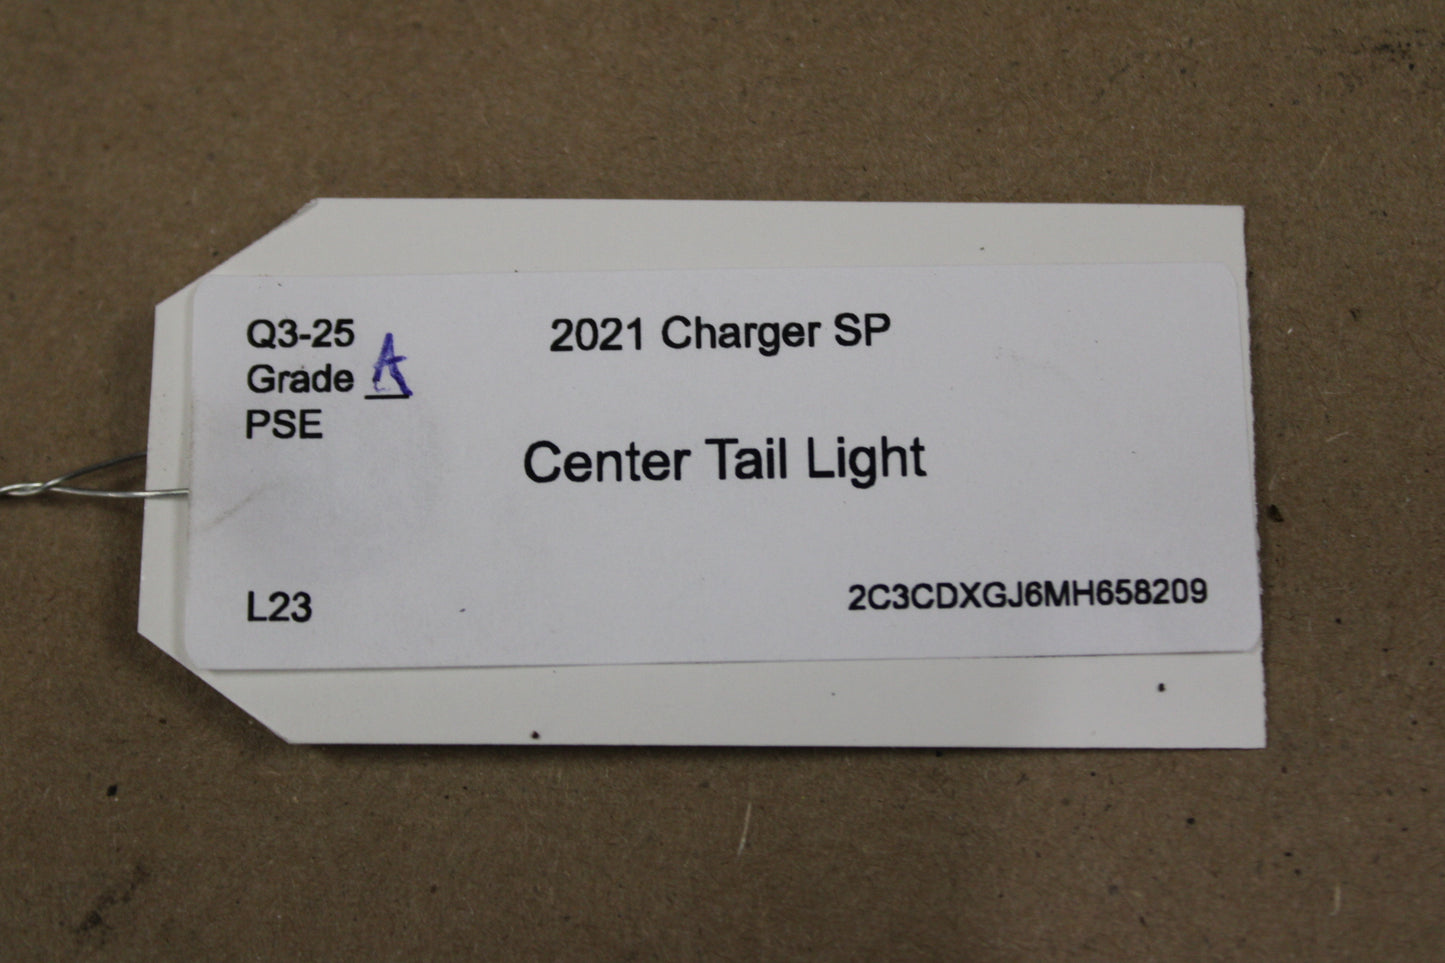 Q3-25
2021 Charger SP
Grade A
PSE
Center Tail Light
L23
2C3CDXGJ6MH658209